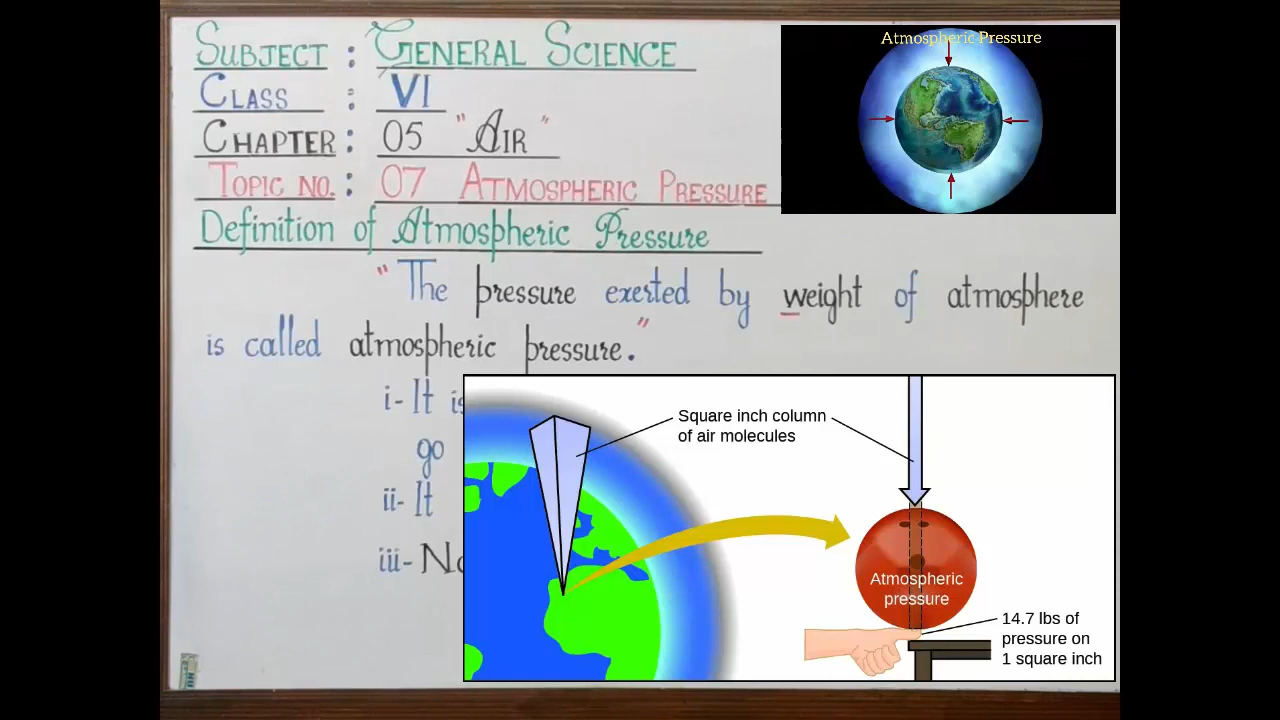 SUBJECT : GENERAL SCIENCE
CLASS : VI
CHAPTER : 05 "AIR"
TOPIC NO. : 07 ATMOSPHERIC PRESSURE
Definition of Atmospheric Pressure
"The pressure exerted by weight of atmosphere
is called atmospheric pressure."
i- It
go
ii- It
iii-
Atmospheric Pressure
Square inch column
of air molecules
Atmospheric
pressure
14.7 lbs of
pressure on
1 square inch